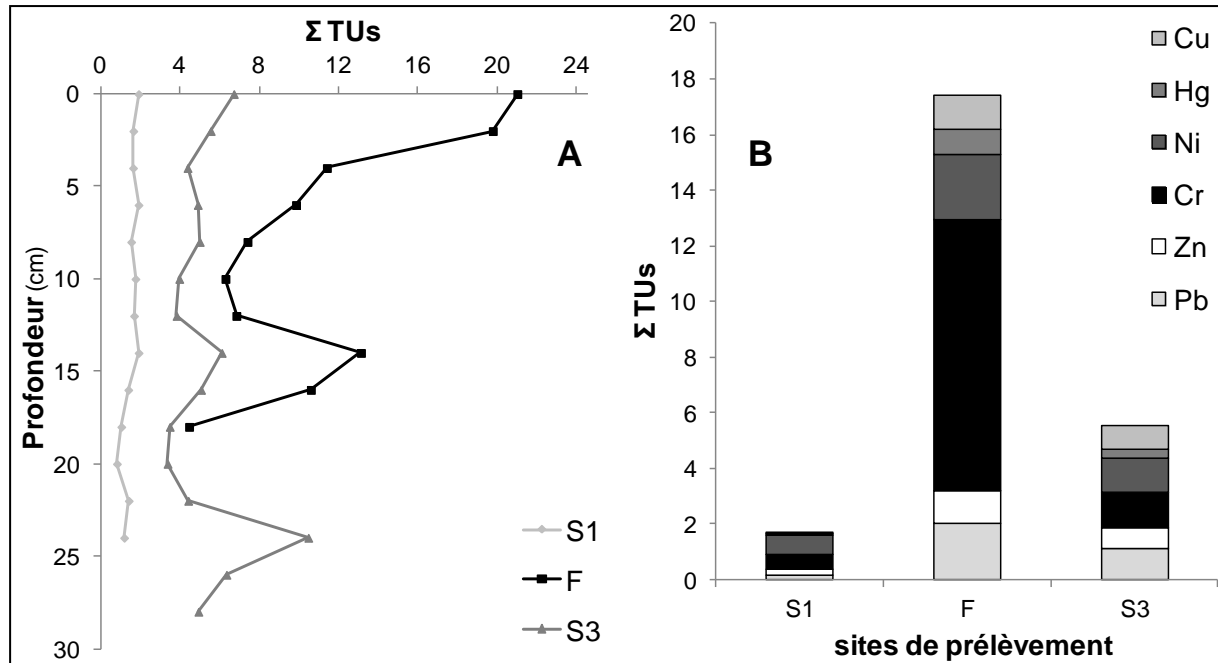 Σ TUs
0 4 8 12 16 20 24
0
5
10
15
20
25
30
Profondeur (cm)
A
S1
F
S3
B
20
18
16
14
12
10
8
6
4
2
0
Σ TUs
Cu
Hg
Ni
Cr
Zn
Pb
S1 F S3
sites de prélèvement